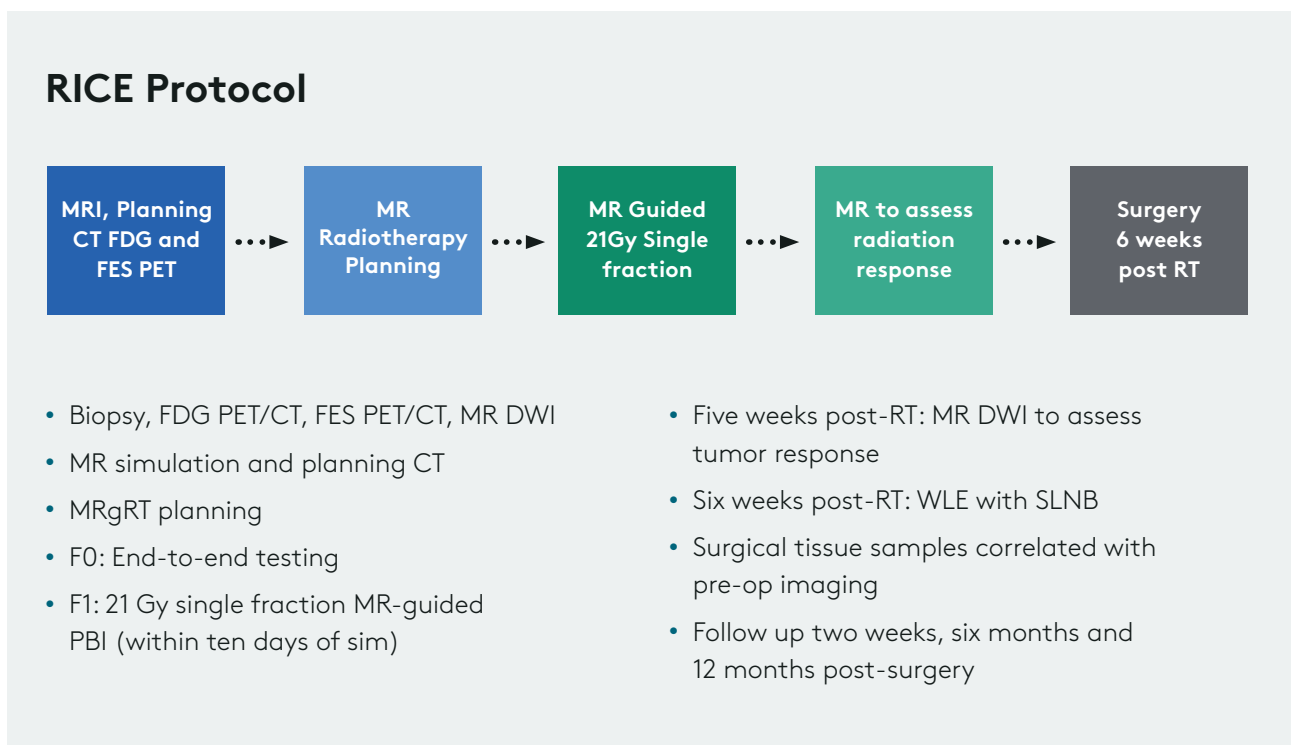 RICE Protocol
MRI, Planning
CT FDG and
FES PET
MR
Radiotherapy
Planning
MR Guided
21Gy Single
fraction
MR to assess
radiation
response
Surgery
6 weeks
post RT
• Biopsy, FDG PET/CT, FES PET/CT, MR DWI
• MR simulation and planning CT
• MRgRT planning
• F0: End-to-end testing
• F1: 21 Gy single fraction MR-guided
PBI (within ten days of sim)
• Five weeks post-RT: MR DWI to assess
tumor response
• Six weeks post-RT: WLE with SLNB
• Surgical tissue samples correlated with
pre-op imaging
• Follow up two weeks, six months and
12 months post-surgery